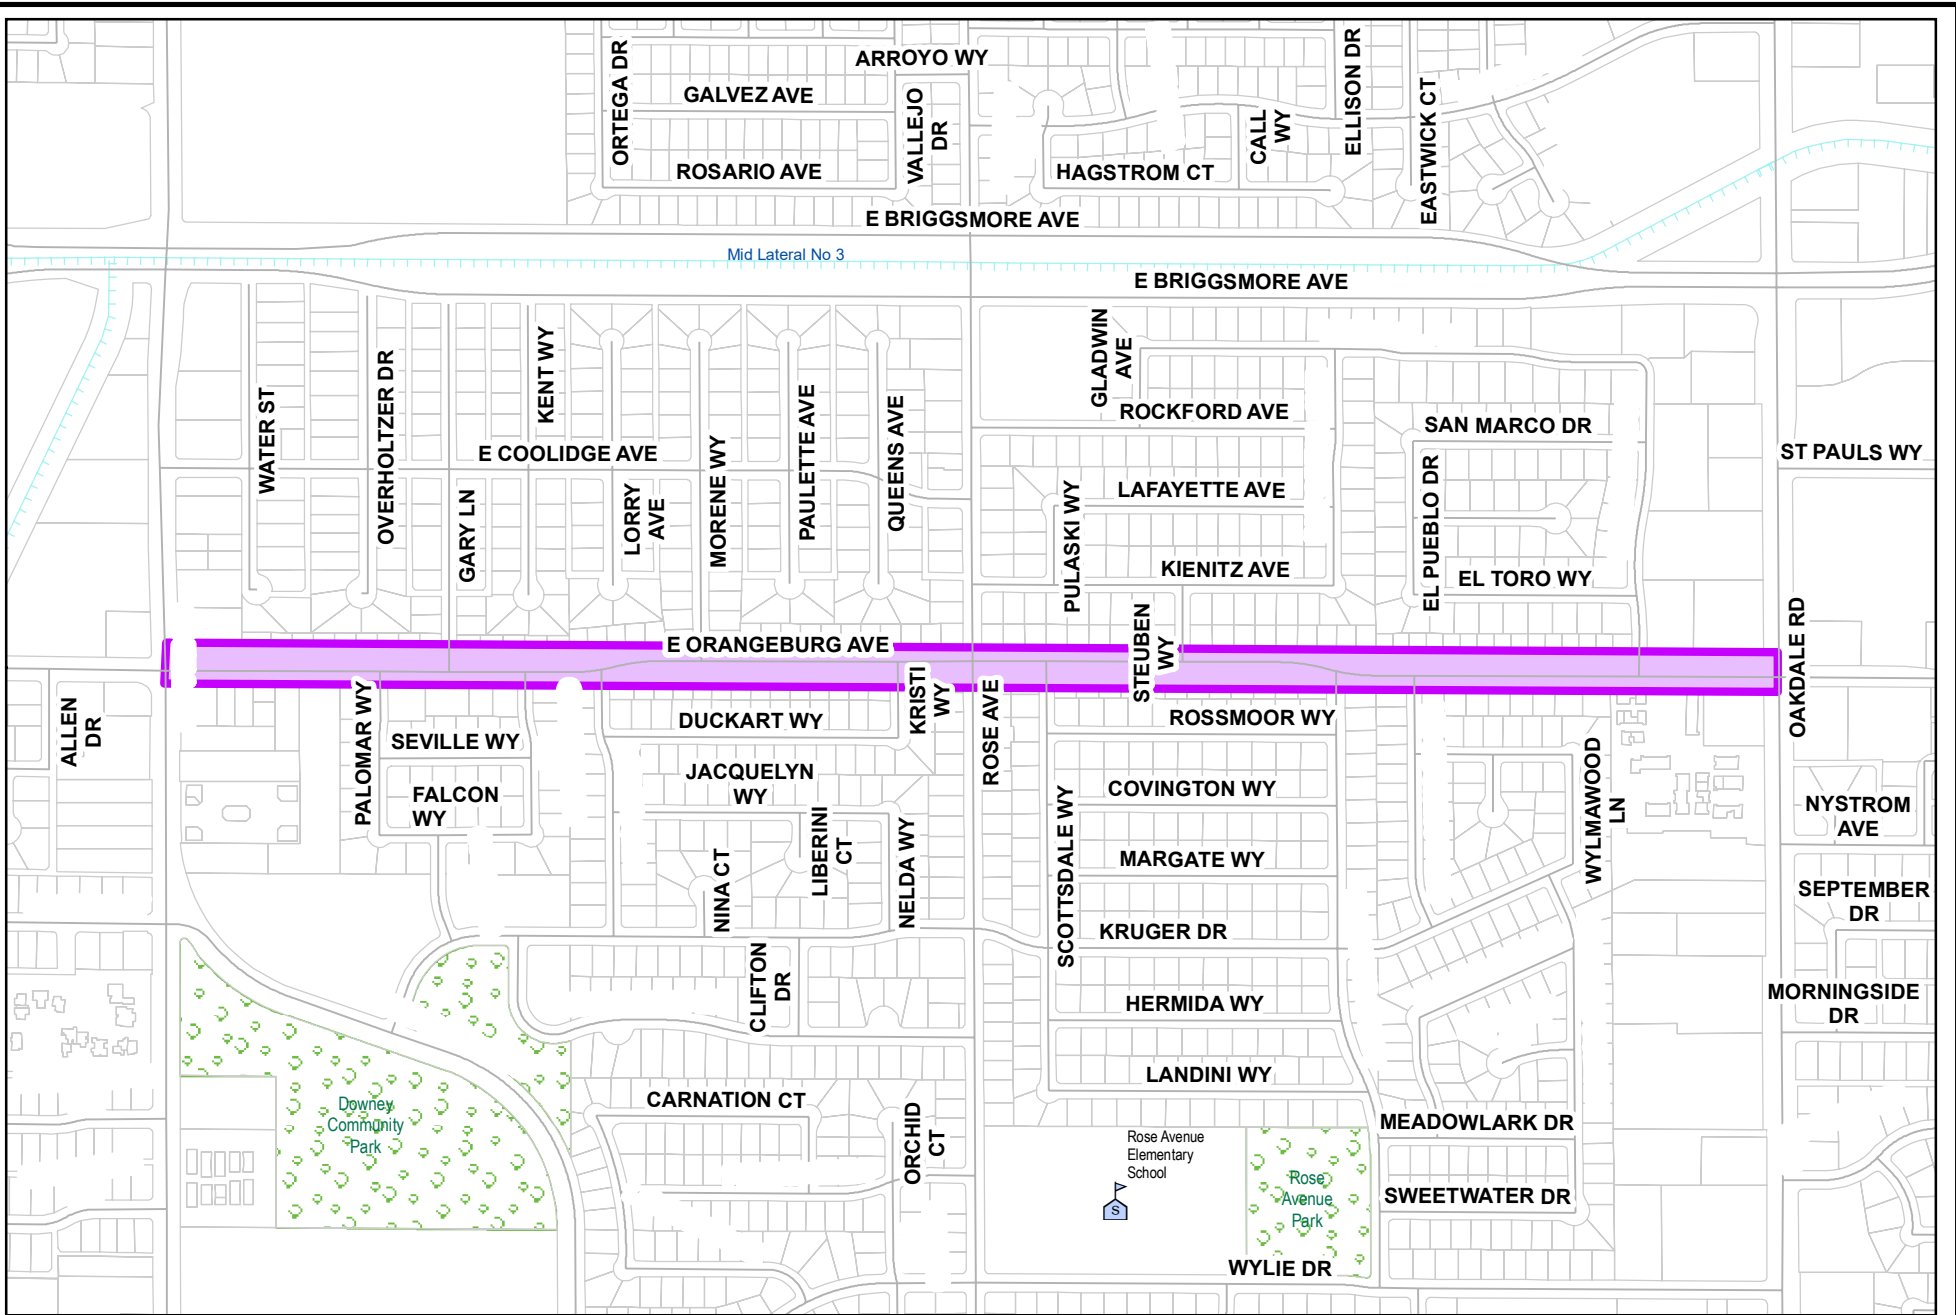 ARROYO WY
ORTEGA DR
GALVEZ AVE
VALLEJO
DR
ELLISON DR
EASTWICK CT
CALL
WY
ROSARIO AVE
HAGSTROM CT
E BRIGGSMORE AVE
Mid Lateral No 3
E BRIGGSMORE AVE
GLADWIN
AVE
KENT WY
OVERHOLTZER DR
WATER ST
PAULETTE AVE
QUEENS AVE
ROCKFORD AVE
SAN MARCO DR
E COOLIDGE AVE
MORENE WY
ST PAULS WY
GARY LN
LORRY
AVE
PULASKI WY
LAFAYETTE AVE
EL PUEBLO DR
KIENITZ AVE
EL TORO WY
OAKDALE RD
E ORANGEBURG AVE
STEUBEN
WY
KRISTI
WY
ALLEN
DR
PALOMAR WY
DUCKART WY
ROSE AVE
ROSSMOOR WY
SEVILLE WY
JACQUELYN
WY
COVINGTON WY
WYLMAWOOD
LN
FALCON
WY
NYSTROM
AVE
LIBERINI
CT
NELDA WY
SCOTTSDALE WY
MARGATE WY
NINA CT
SEPTEMBER
DR
KRUGER DR
CLIFTON
DR
HERMIDA WY
MORNINGSIDE
DR
LANDINI WY
CARNATION CT
Downey
Community
Park
ORCHID
CT
MEADOWLARK DR
Rose Avenue
Elementary
School
S
Rose
Avenue
Park
SWEETWATER DR
WYLIE DR